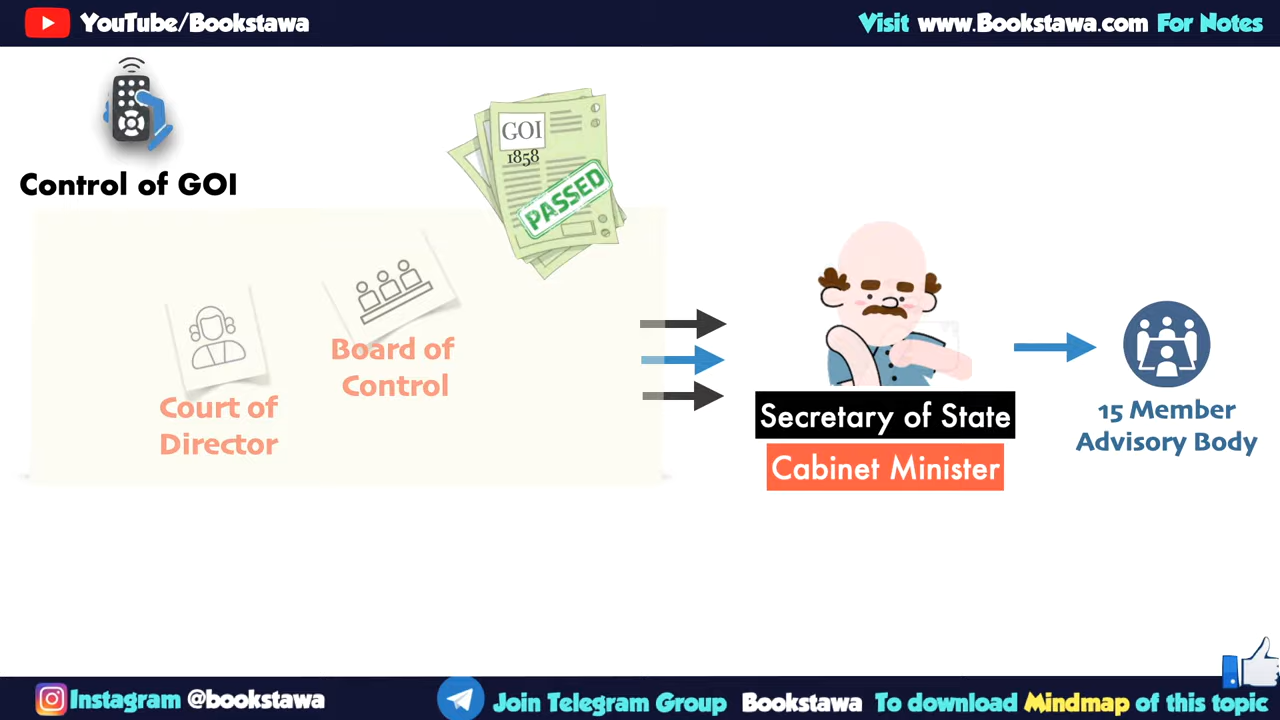 YouTube/Bookstawa
Visit www.Bookstawa.com For Notes
Control of GOI
GOI
1858
PASSED
Board of
Control
Court of
Director
Secretary of State
Cabinet Minister
15 Member
Advisory Body
Instagram @bookstawa
Join Telegram Group Bookstawa To download Mindmap of this topic